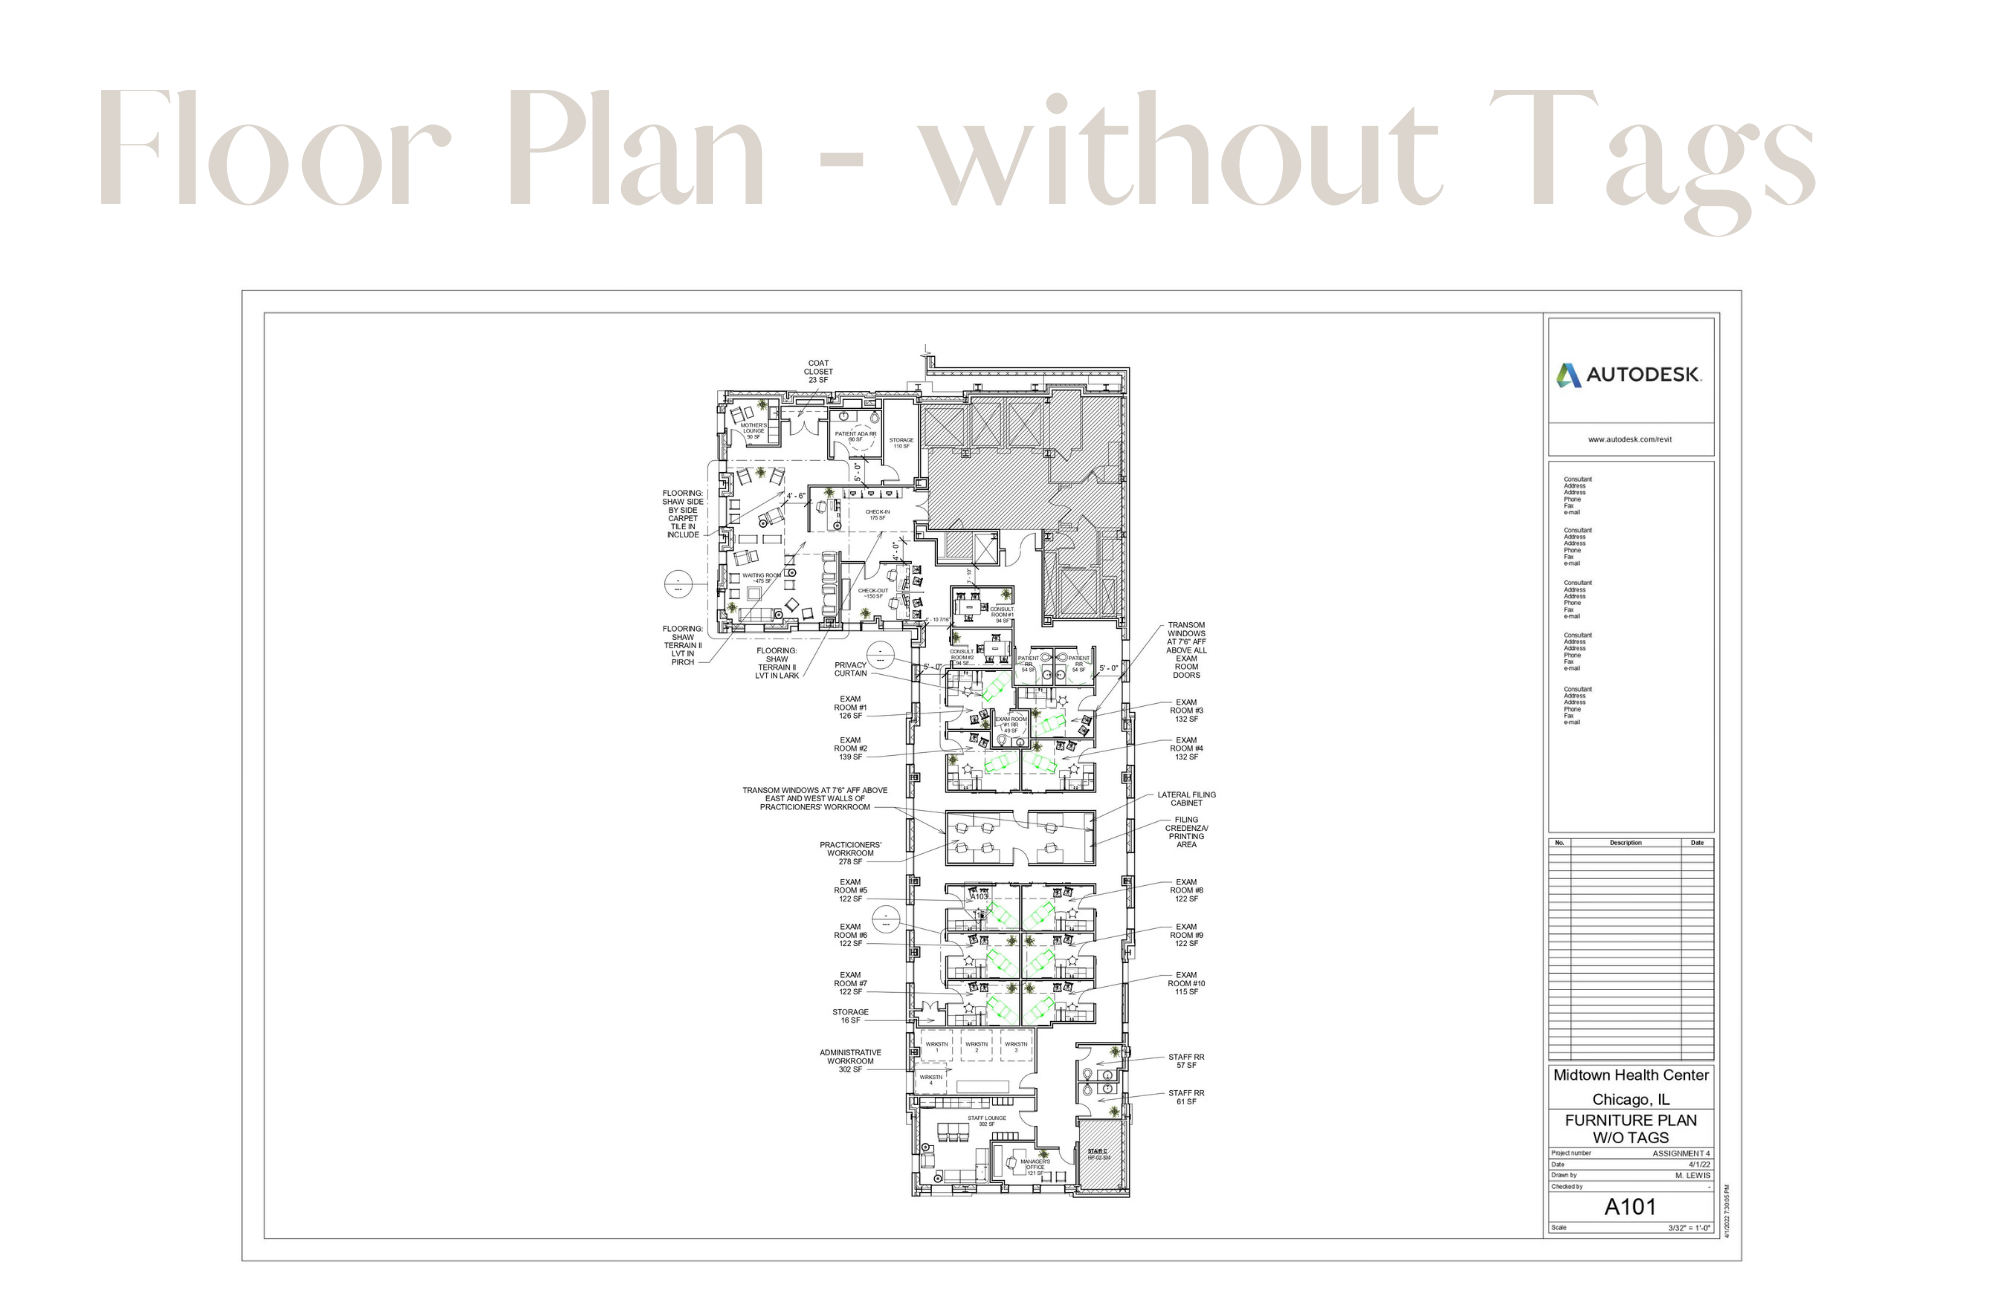 Floor Plan - without Tags
COAT
CLOSET
23 SF
MOTHER'S
LOUNGE
90 SF
PATIENT ADA RR
60 SF
STORAGE
110 SF
5' - 0"
4' - 6"
CHECK-IN
175 SF
4' - 0"
FLOORING:
SHAW SIDE
BY SIDE
CARPET
TILE IN
INCLUDE
WAITING ROOM
~475 SF
CHECK-OUT
~150 SF
CONSULT
ROOM #1
94 SF
CONSULT
ROOM #2
94 SF
FLOORING:
SHAW
TERRAIN II
LVT IN
PIRCH
FLOORING:
SHAW
TERRAIN II
LVT IN LARK
PRIVACY
CURTAIN
5' - 0"
PATIENT
RR
54 SF
PATIENT
RR
54 SF
5' - 0"
TRANSOM
WINDOWS
AT 7'6" AFF
ABOVE ALL
EXAM
ROOM
DOORS
EXAM
ROOM #1
126 SF
EXAM ROOM
#1 RR
49 SF
EXAM
ROOM #3
132 SF
EXAM
ROOM #2
139 SF
EXAM
ROOM #4
132 SF
TRANSOM WINDOWS AT 7'6" AFF ABOVE
EAST AND WEST WALLS OF
PRACTICIONERS' WORKROOM
LATERAL FILING
CABINET
FILING
CREDENZA/
PRINTING
AREA
PRACTICIONERS'
WORKROOM
278 SF
EXAM
ROOM #5
122 SF
A103
EXAM
ROOM #8
122 SF
EXAM
ROOM #6
122 SF
EXAM
ROOM #9
122 SF
EXAM
ROOM #7
122 SF
EXAM
ROOM #10
115 SF
STORAGE
16 SF
WRKSTN
1
WRKSTN
2
WRKSTN
3
WRKSTN
4
ADMINISTRATIVE
WORKROOM
302 SF
STAFF RR
57 SF
STAFF RR
61 SF
STAFF LOUNGE
302 SF
MANAGER'S
OFFICE
121 SF
STAIR C
AUTODESK.
www.autodesk.com/revit
Consultant
Address
Address
Phone
Fax
e-mail
Consultant
Address
Address
Phone
Fax
e-mail
Consultant
Address
Address
Phone
Fax
e-mail
Consultant
Address
Address
Phone
Fax
e-mail
Consultant
Address
Address
Phone
Fax
e-mail
No. Description Date
Midtown Health Center
Chicago, IL
FURNITURE PLAN
W/O TAGS
Project number ASSIGNMENT 4
Date 4/1/22
Drawn by M. LEWIS
Checked by -
A101
Scale 3/32" = 1'-0"
4/1/2022 7:30:05 PM